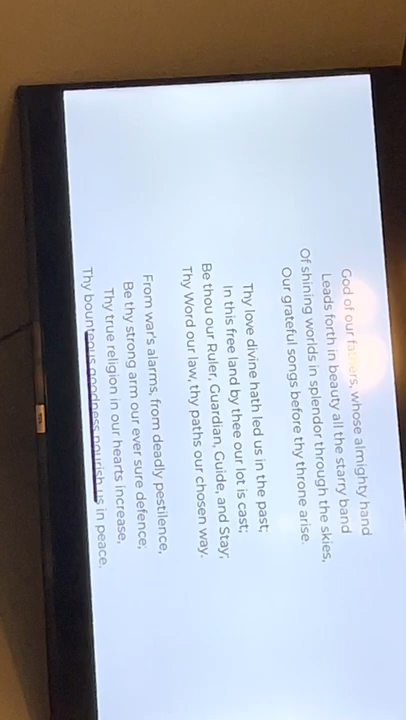 God of our fathers, whose almighty hand
Leads forth in beauty all the starry band
Of shining worlds in splendor through the skies,
Our grateful songs before thy throne arise.
Thy love divine hath led us in the past;
In this free land by thee our lot is cast;
Be thou our Ruler, Guardian, Guide, and Stay;
Thy Word our law, thy paths our chosen way.
From war's alarms, from deadly pestilence,
Be thy strong arm our ever sure defence;
Thy true religion in our hearts increase,
Thy bounteous goodness nourish us in peace.